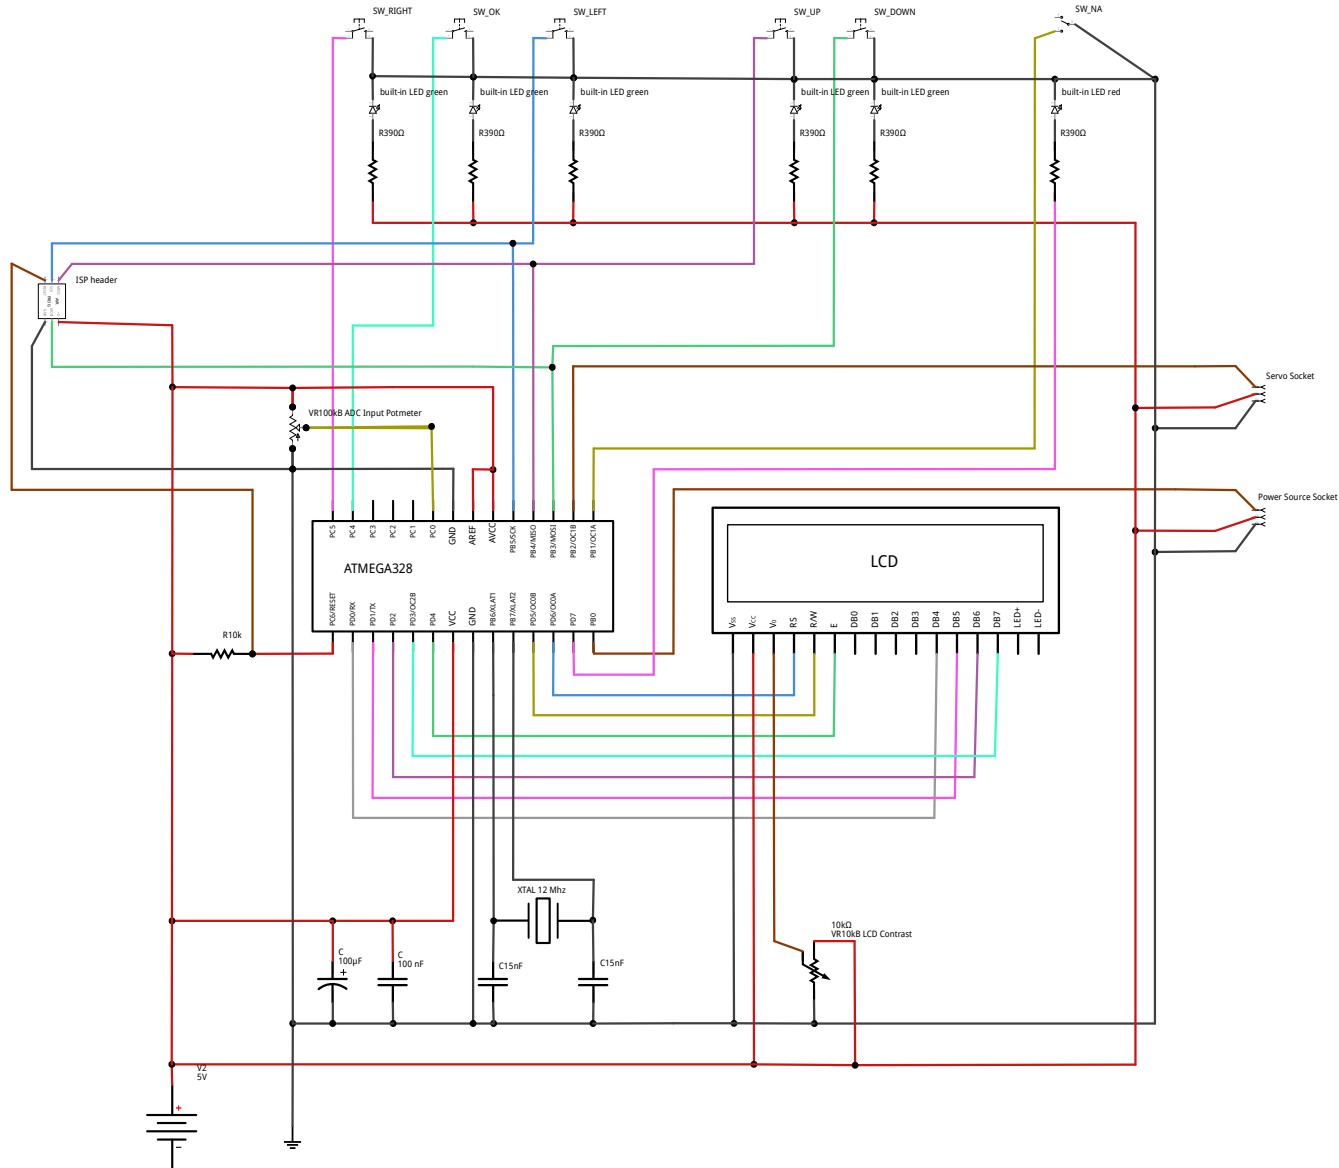 SW_RIGHT
SW_OK
SW_LEFT
SW_UP
SW_DOWN
SW_NA
built-in LED green
built-in LED green
built-in LED green
built-in LED green
built-in LED green
built-in LED red
R390Ω
R390Ω
R390Ω
R390Ω
R390Ω
R390Ω
ISP header
VR100kB ADC Input Potmeter
Servo Socket
Power Source Socket
PC5
PC4
PC3
PC2
PC1
PC0
GND
AREF
AVCC
PB5/SCK
PB4/MISO
PB3/MOSI
PB2/OC1B
PB1/OC1A
ATMEGA328
PC6/RESET
PD0/RX
PD1/TX
PD2
PD3/OC2B
PD4
VCC
GND
PB6/XLAT1
PB7/XLAT2
PD5/OC0B
PD6/OC0A
PD7
PB0
LCD
Vss
Vcc
V0
RS
R/W
E
DB0
DB1
DB2
DB3
DB4
DB5
DB6
DB7
LED+
LED-
R10k
XTAL 12 Mhz
C
100µF
+
C
100 nF
C15nF
C15nF
10kΩ
VR10kB LCD Contrast
V2
5V
+
−